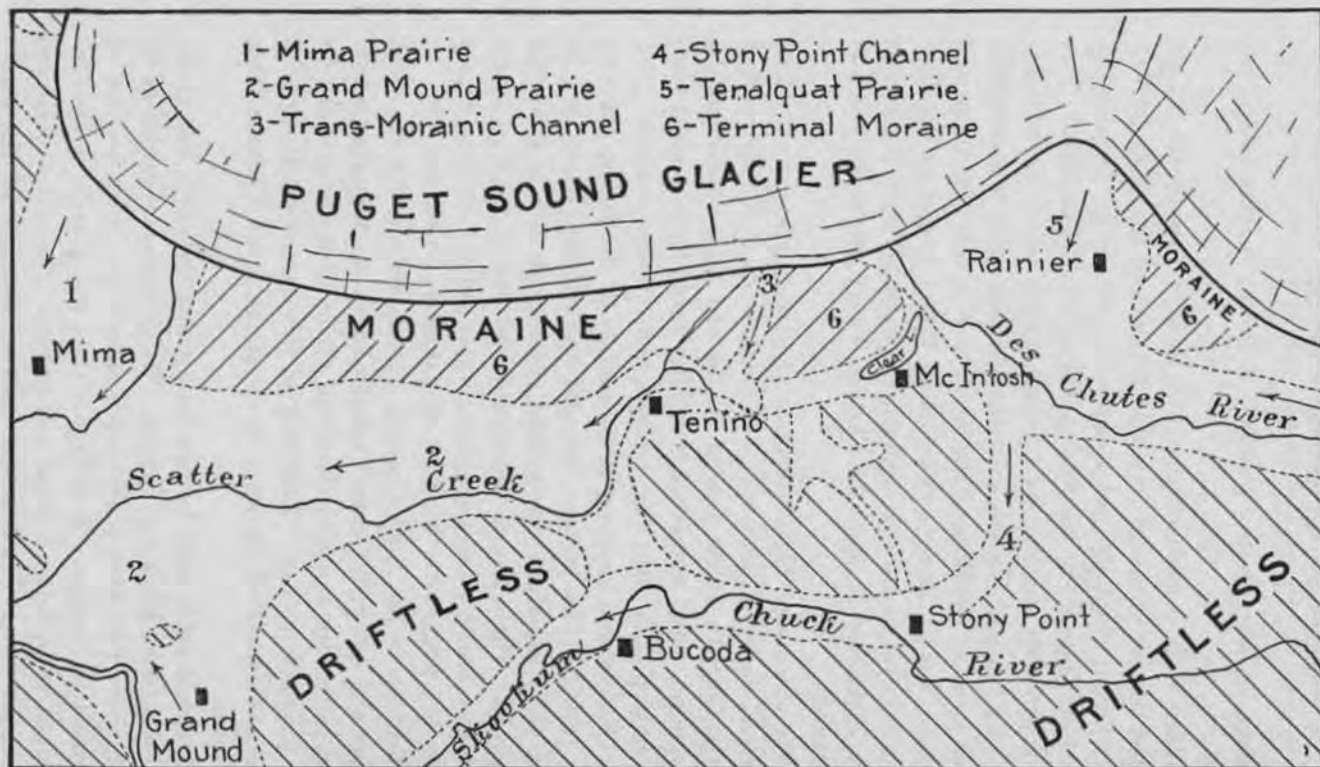 1-Mima Prairie
2-Grand Mound Prairie
3-Trans-Morainic Channel
4-Stony Point Channel
5-Tenalquat Prairie.
6-Terminal Moraine
PUGET SOUND GLACIER
5
Rainier
MORAINE
6
1
Mima
MORAINE
6
3
6
Clear L
McIntosh
Des Chutes River
Tenino
2
Scatter Creek
4
2
DRIFTLESS
Grand
Mound
Skookum Chuck River
Bucoda
Stony Point
DRIFTLESS